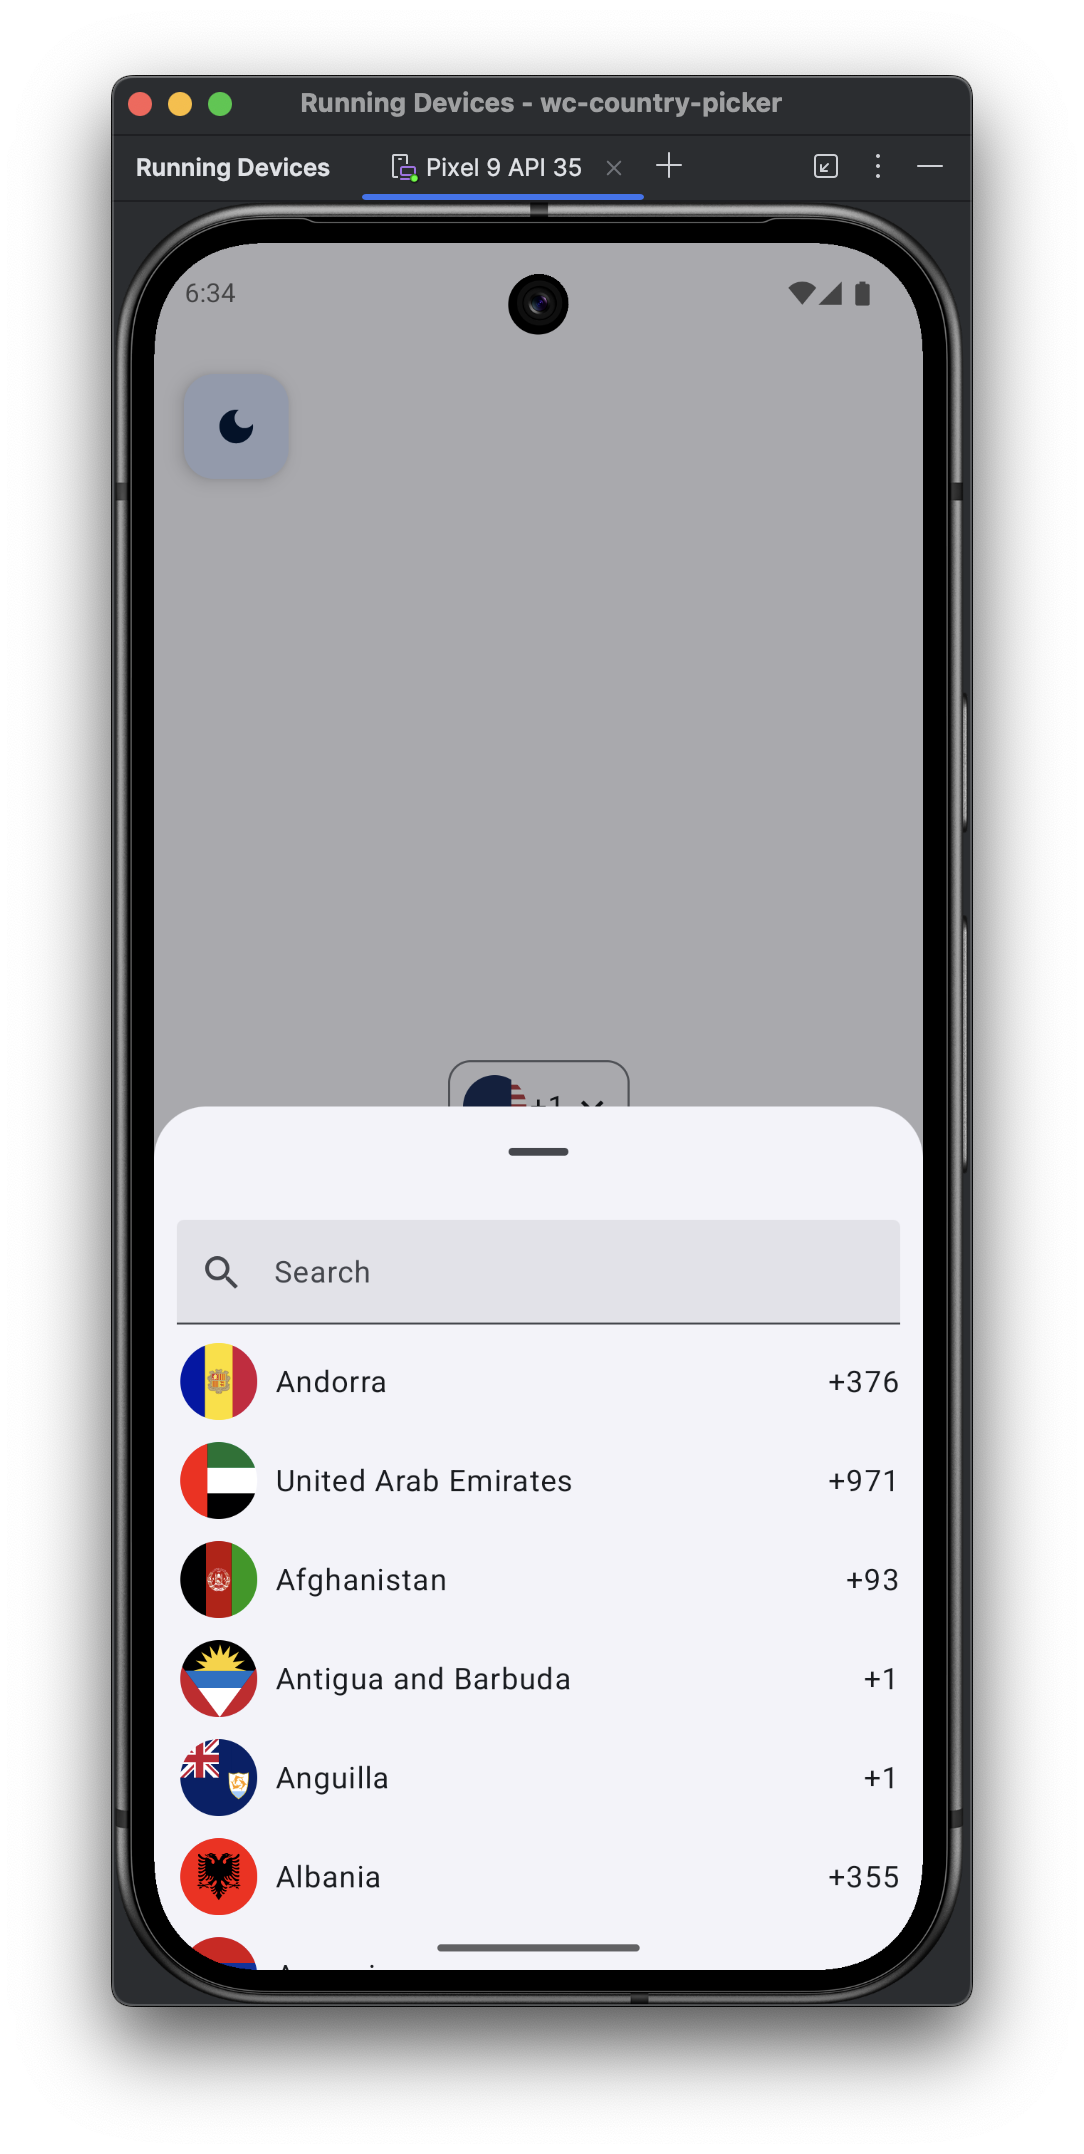 Running Devices - wc-country-picker
Running Devices Pixel 9 API 35
6:34
+1
Search
Andorra +376
United Arab Emirates +971
Afghanistan +93
Antigua and Barbuda +1
Anguilla +1
Albania +355